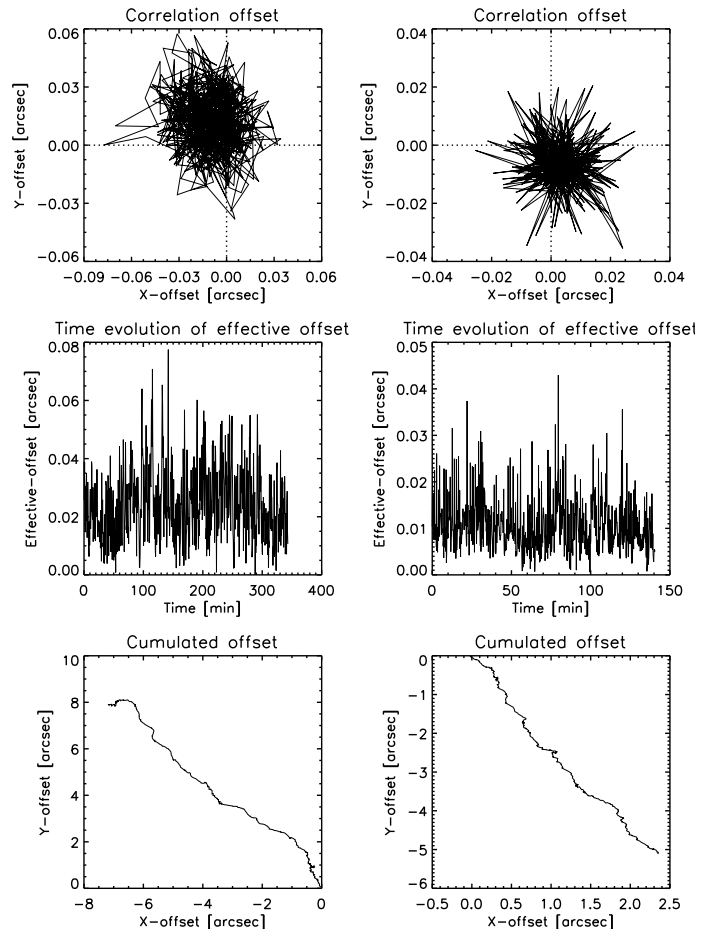 Correlation offset
0.06
0.03
0.00
−0.03
−0.06
Y−offset [arcsec]
−0.09 −0.06 −0.03 0.00 0.03 0.06
X−offset [arcsec]
Correlation offset
0.04
0.02
0.00
−0.02
−0.04
Y−offset [arcsec]
−0.04 −0.02 0.00 0.02 0.04
X−offset [arcsec]
Time evolution of effective offset
0.08
0.06
0.04
0.02
0.00
Effective−offset [arcsec]
0 100 200 300 400
Time [min]
Time evolution of effective offset
0.05
0.04
0.03
0.02
0.01
0.00
Effective−offset [arcsec]
0 50 100 150
Time [min]
Cumulated offset
10
8
6
4
2
0
Y−offset [arcsec]
−8 −6 −4 −2 0
X−offset [arcsec]
Cumulated offset
0
−1
−2
−3
−4
−5
−6
Y−offset [arcsec]
−0.5 0.0 0.5 1.0 1.5 2.0 2.5
X−offset [arcsec]